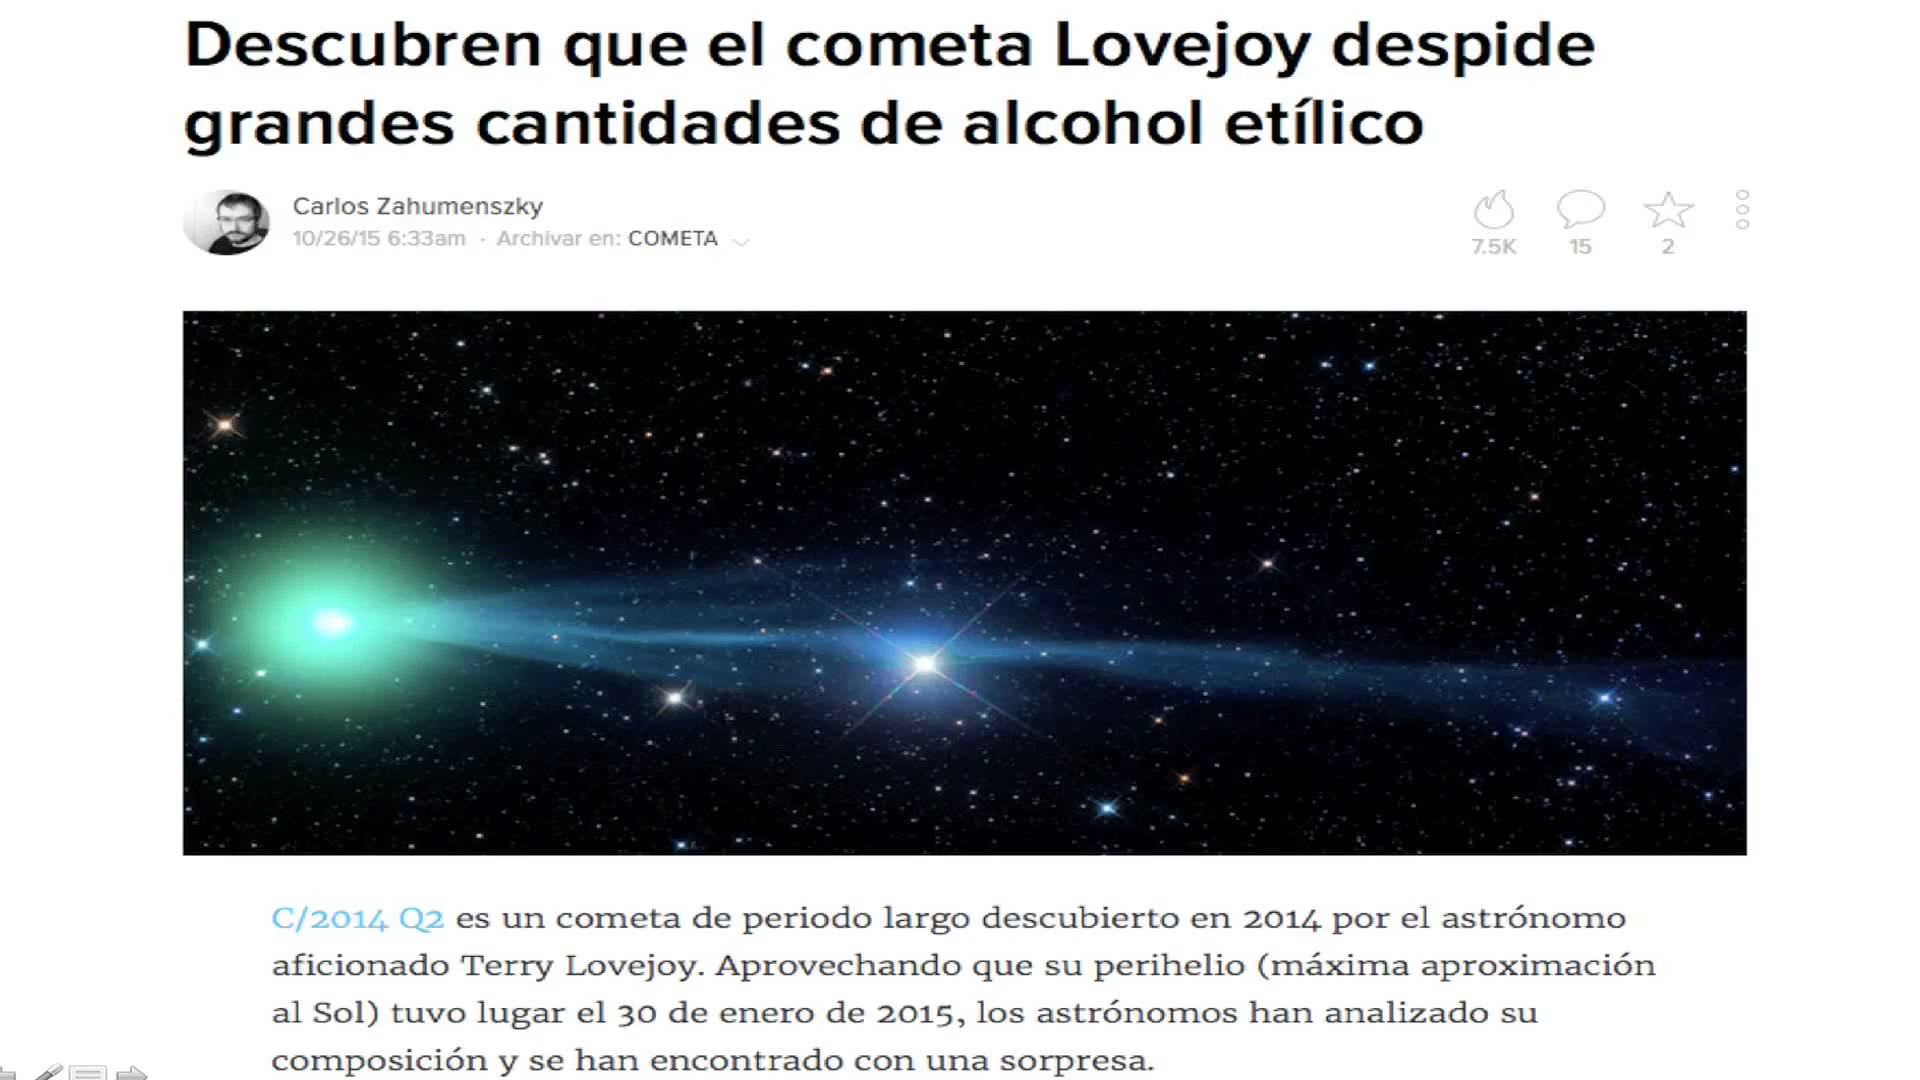 Descubren que el cometa Lovejoy despide
grandes cantidades de alcohol etílico
Carlos Zahumenszky
10/26/15 6:33am · Archivar en: COMETA
7.5K
15
2
C/2014 Q2 es un cometa de periodo largo descubierto en 2014 por el astrónomo
aficionado Terry Lovejoy. Aprovechando que su perihelio (máxima aproximación
al Sol) tuvo lugar el 30 de enero de 2015, los astrónomos han analizado su
composición y se han encontrado con una sorpresa.